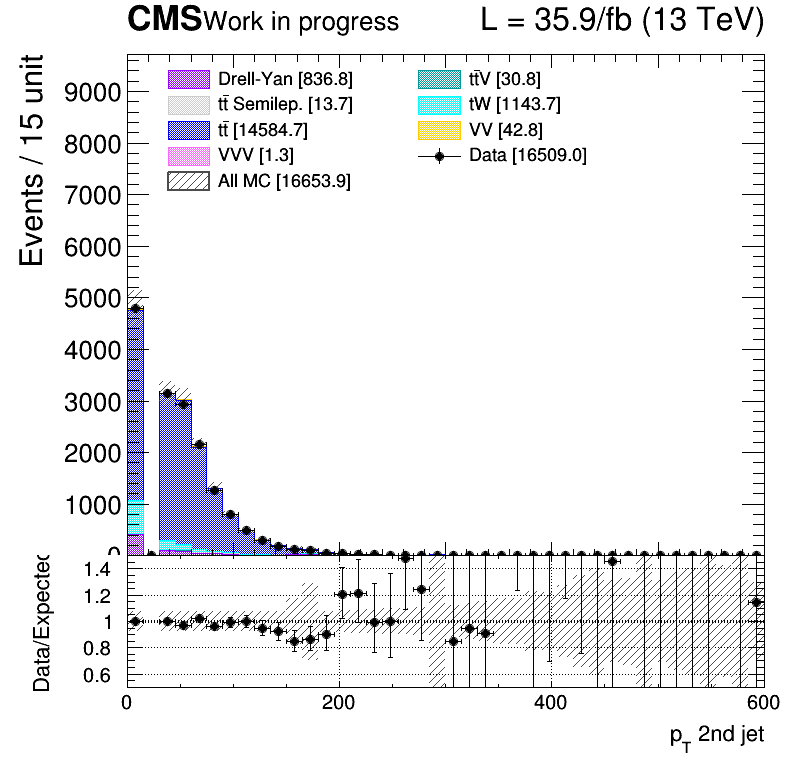 CMS Work in progress L = 35.9/fb (13 TeV)
Events / 15 unit
Drell-Yan [836.8]
tt̄ Semilep. [13.7]
tt̄ [14584.7]
VVV [1.3]
All MC [16653.9]
tt̄V [30.8]
tW [1143.7]
VV [42.8]
Data [16509.0]
9000
8000
7000
6000
5000
4000
3000
2000
1000
0
Data/Expected
1.4
1.2
1
0.8
0.6
0 200 400 600
p_T 2nd jet